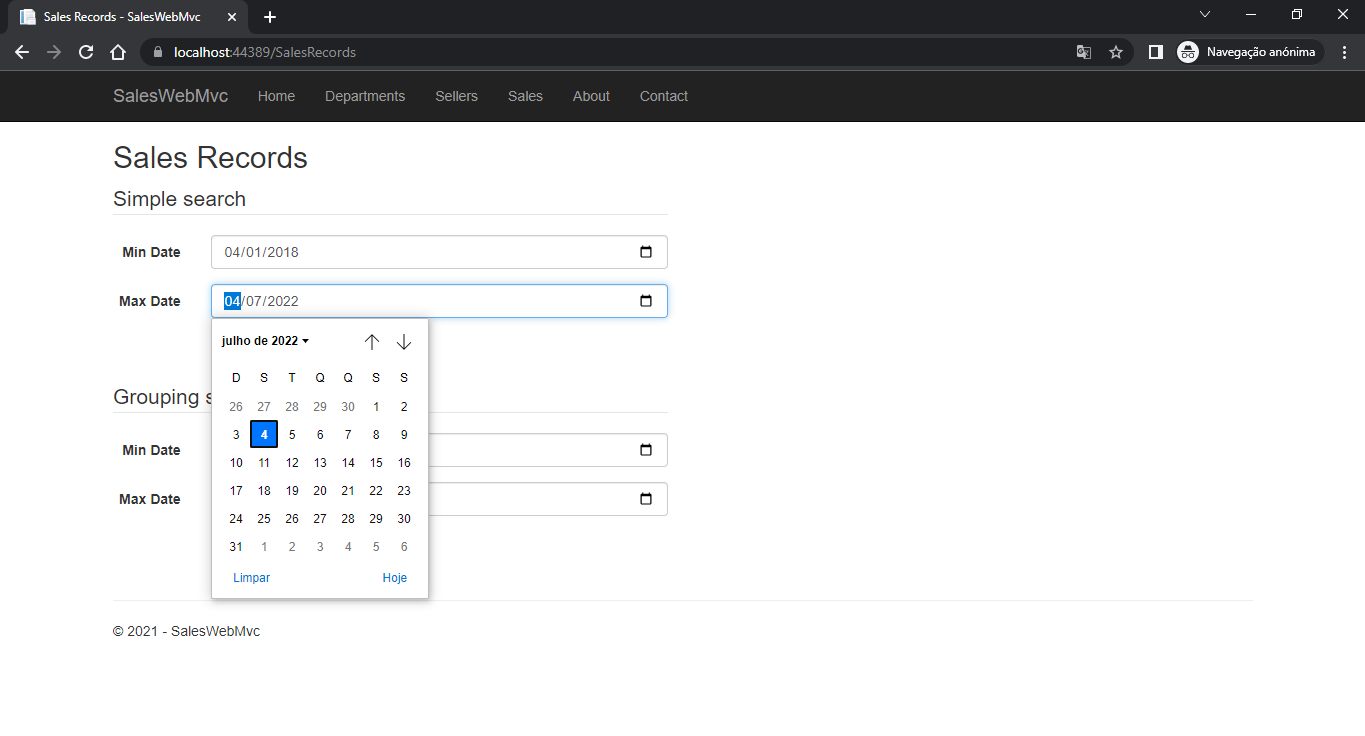 Sales Records - SalesWebMvc
localhost:44389/SalesRecords
Navegação anónima
SalesWebMvc Home Departments Sellers Sales About Contact
Sales Records
Simple search
Min Date 04/01/2018
Max Date 04/07/2022
julho de 2022
D S T Q Q S S
26 27 28 29 30 1 2
3 4 5 6 7 8 9
10 11 12 13 14 15 16
17 18 19 20 21 22 23
24 25 26 27 28 29 30
31 1 2 3 4 5 6
Limpar Hoje
Grouping s
Min Date
Max Date
© 2021 - SalesWebMvc